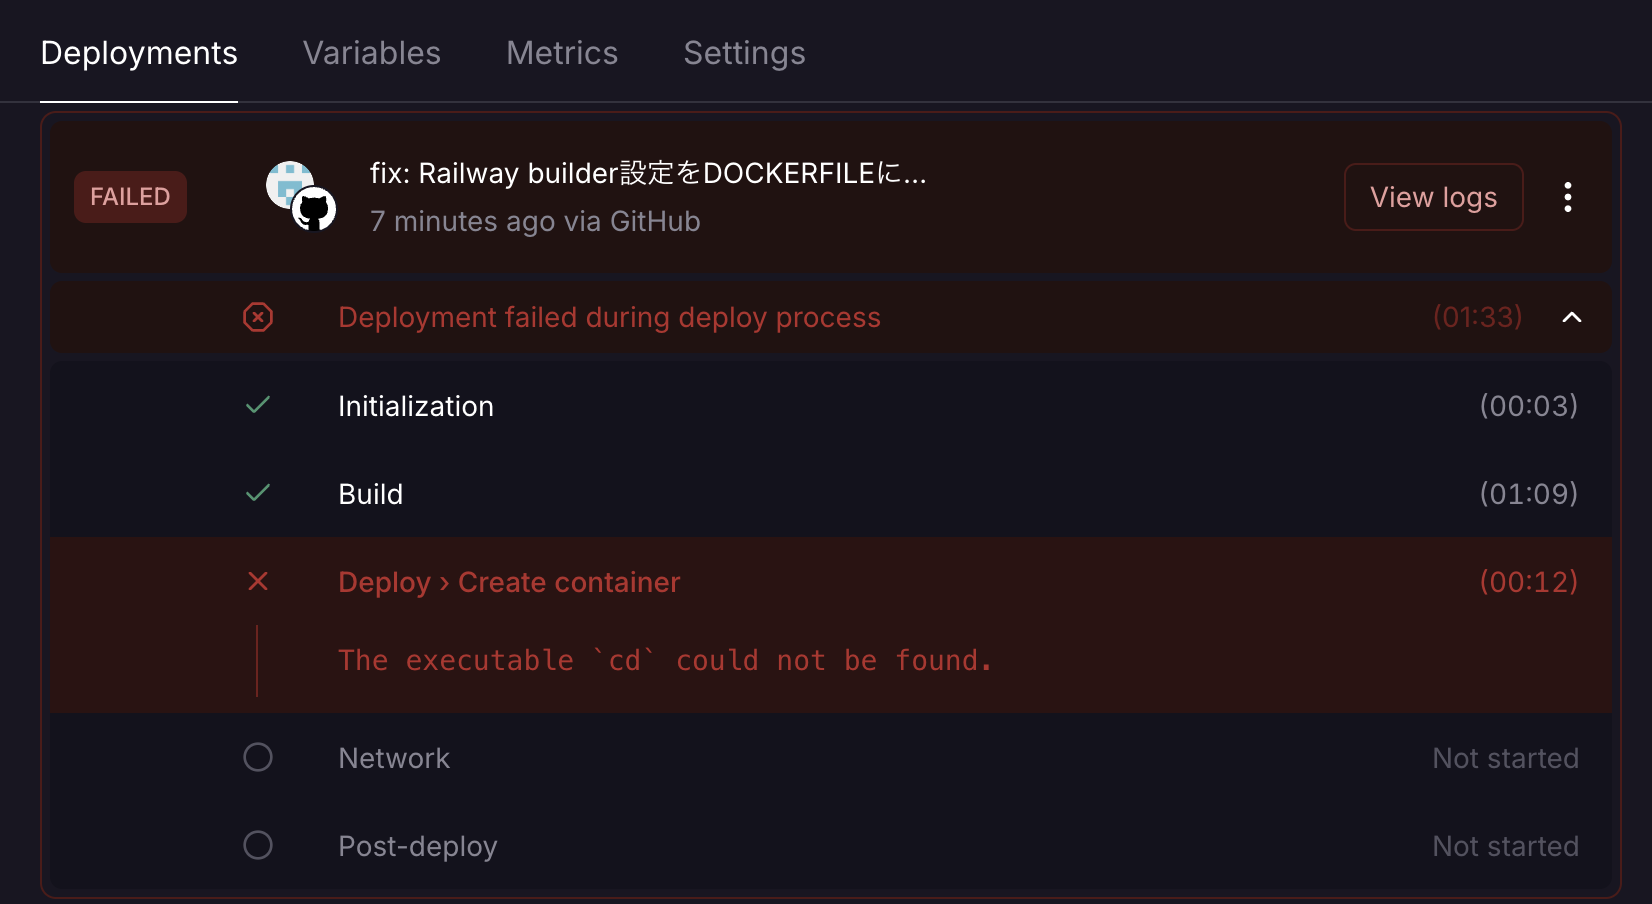 Deployments Variables Metrics Settings
FAILED
fix: Railway builder設定をDOCKERFILEに...
7 minutes ago via GitHub
View logs
Deployment failed during deploy process (01:33)
Initialization (00:03)
Build (01:09)
Deploy › Create container (00:12)
The executable `cd` could not be found.
Network Not started
Post-deploy Not started